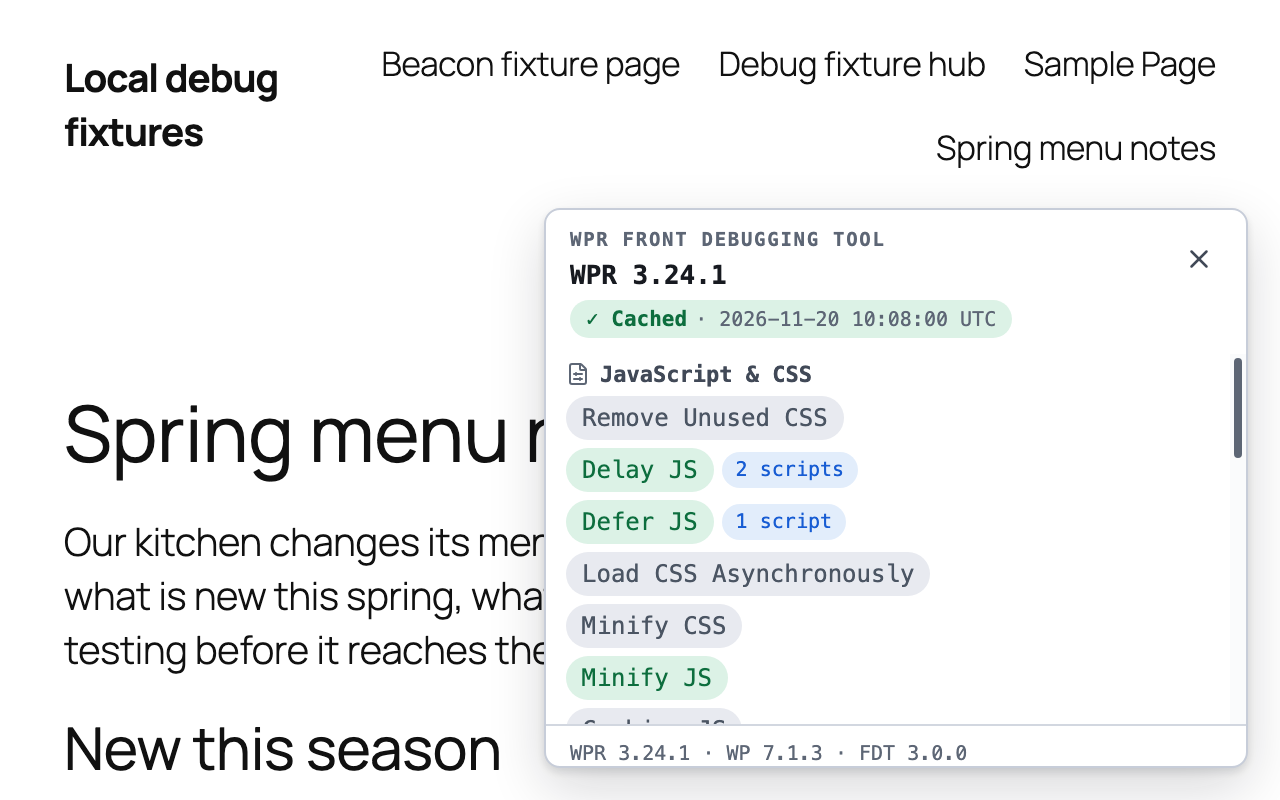 Local debug
fixtures
Beacon fixture page
Debug fixture hub
Sample Page
Spring menu notes
WPR FRONT DEBUGGING TOOL
WPR 3.24.1
✓ Cached · 2026-11-20 10:08:00 UTC
JavaScript & CSS
Remove Unused CSS
Delay JS 2 scripts
Defer JS 1 script
Load CSS Asynchronously
Minify CSS
Minify JS
WPR 3.24.1 · WP 7.1.3 · FDT 3.0.0
Spring menu
Our kitchen changes its
what is new this spring,
testing before it reaches
New this season